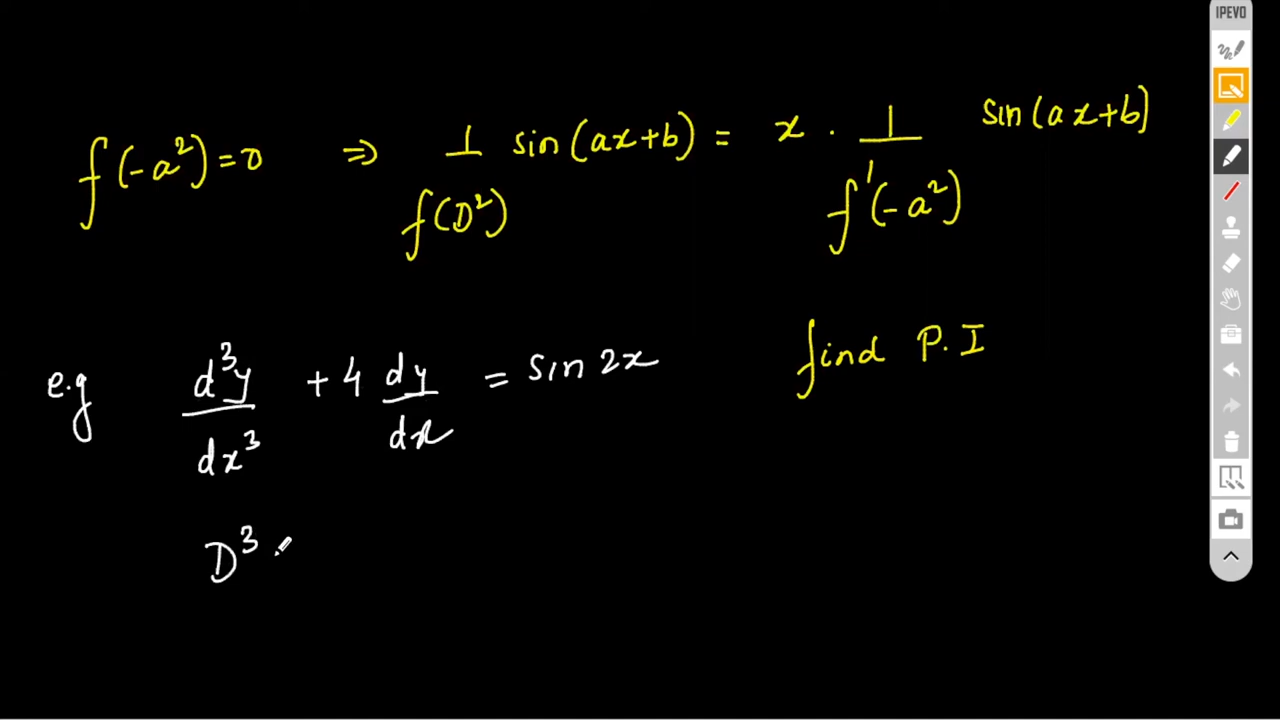 IPEVO
f(-a²)=0 ⇒ 1/f(D²) sin(ax+b) = x · 1/f'(-a²) sin(ax+b)
e.g d³y/dx³ + 4 dy/dx = sin 2x find P.I
D³